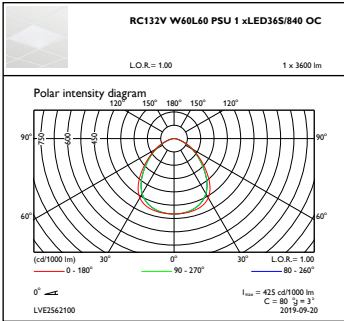 RC132V W60L60 PSU 1 xLED36S/840 OC
L.O.R.= 1.00 1 x 3600 lm
Polar intensity diagram
120° 150° 180° 150° 120°
90° 750 600 450 90°
60° 60°
(cd/1000 lm) 30° 0° 30° L.O.R.= 1.00
0 - 180° 90 - 270° 80 - 260°
0° Imax = 425 cd/1000 lm
C = 80 °g = 3°
LVE2562100 2019-09-20